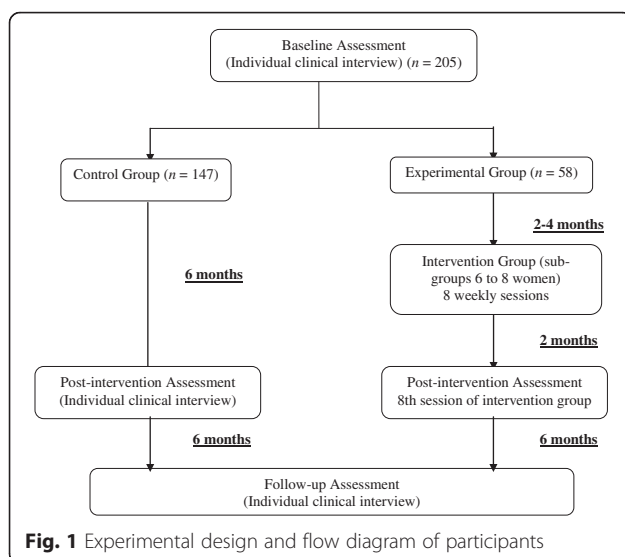 Baseline Assessment
(Individual clinical interview) (n = 205)
Control Group (n = 147)
Experimental Group (n = 58)
2-4 months
Intervention Group (sub-
groups 6 to 8 women)
8 weekly sessions
6 months
2 months
Post-intervention Assessment
(Individual clinical interview)
Post-intervention Assessment
8th session of intervention group
6 months
6 months
Follow-up Assessment
(Individual clinical interview)
Fig. 1 Experimental design and flow diagram of participants